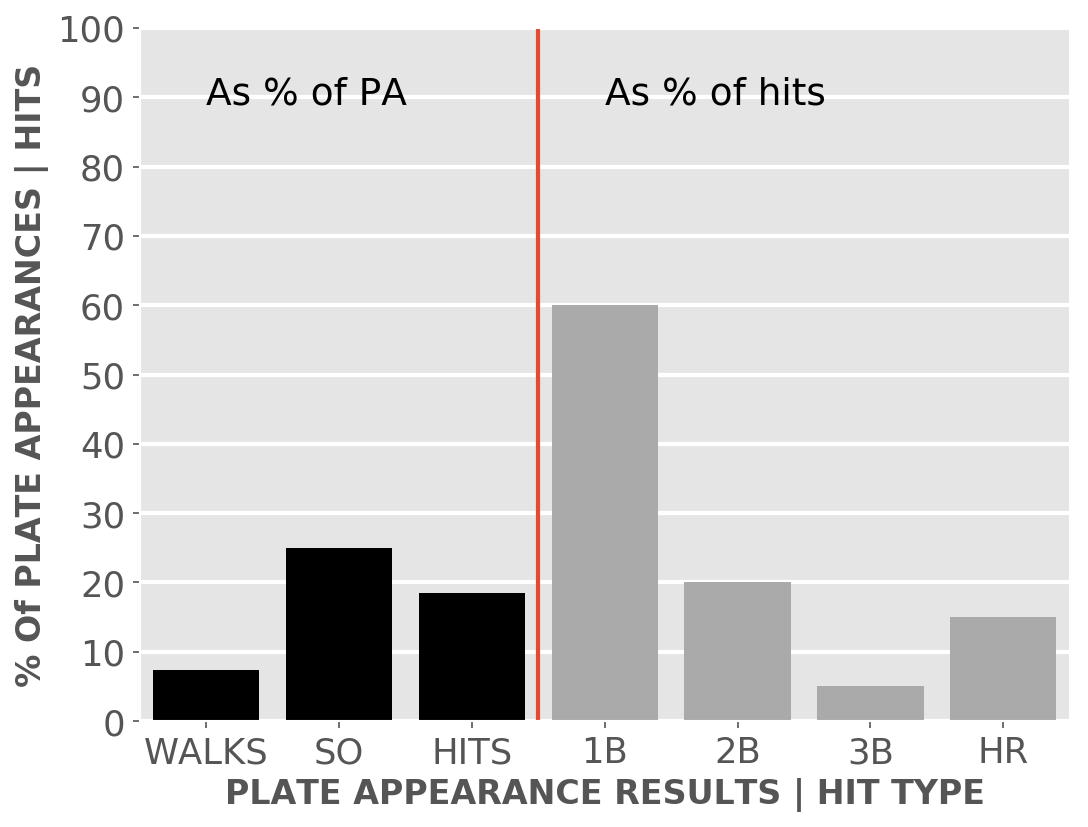 % Of PLATE APPEARANCES | HITS
100
90
80
70
60
50
40
30
20
10
0
As % of PA
As % of hits
WALKS SO HITS 1B 2B 3B HR
PLATE APPEARANCE RESULTS | HIT TYPE